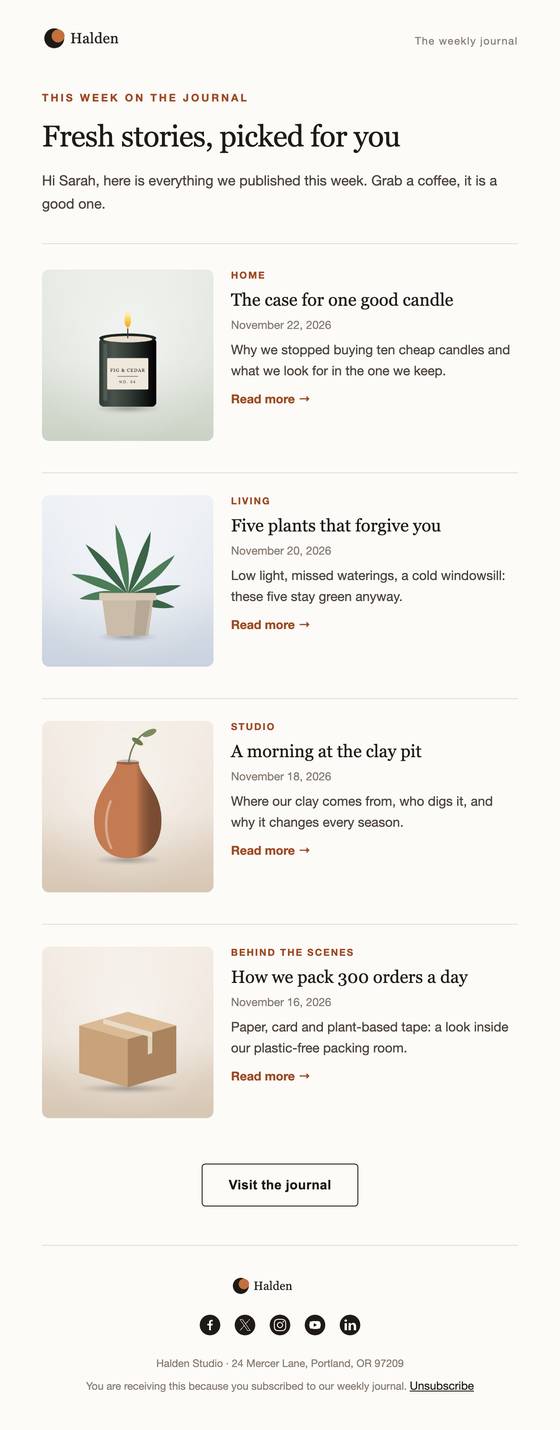 Halden
The weekly journal
THIS WEEK ON THE JOURNAL
Fresh stories, picked for you
Hi Sarah, here is everything we published this week. Grab a coffee, it is a
good one.
FIG & CEDAR
NO. 04
HOME
The case for one good candle
November 22, 2026
Why we stopped buying ten cheap candles and
what we look for in the one we keep.
Read more →
LIVING
Five plants that forgive you
November 20, 2026
Low light, missed waterings, a cold windowsill:
these five stay green anyway.
Read more →
STUDIO
A morning at the clay pit
November 18, 2026
Where our clay comes from, who digs it, and
why it changes every season.
Read more →
BEHIND THE SCENES
How we pack 300 orders a day
November 16, 2026
Paper, card and plant-based tape: a look inside
our plastic-free packing room.
Read more →
Visit the journal
Halden
Halden Studio · 24 Mercer Lane, Portland, OR 97209
You are receiving this because you subscribed to our weekly journal. Unsubscribe